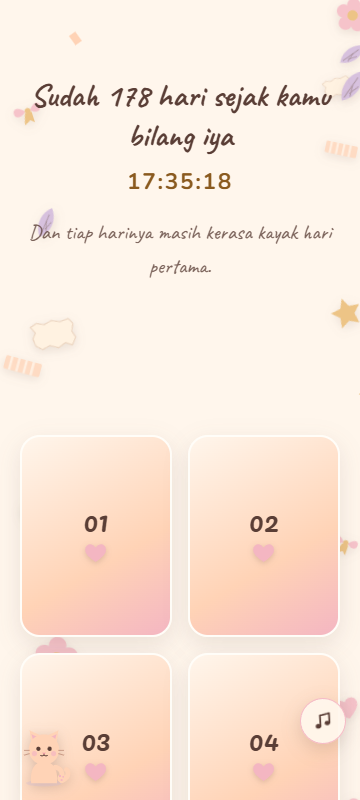 Sudah 178 hari sejak kamu
bilang iya
17:35:18
Dan tiap harinya masih kerasa kayak hari
pertama.
01
02
03
04